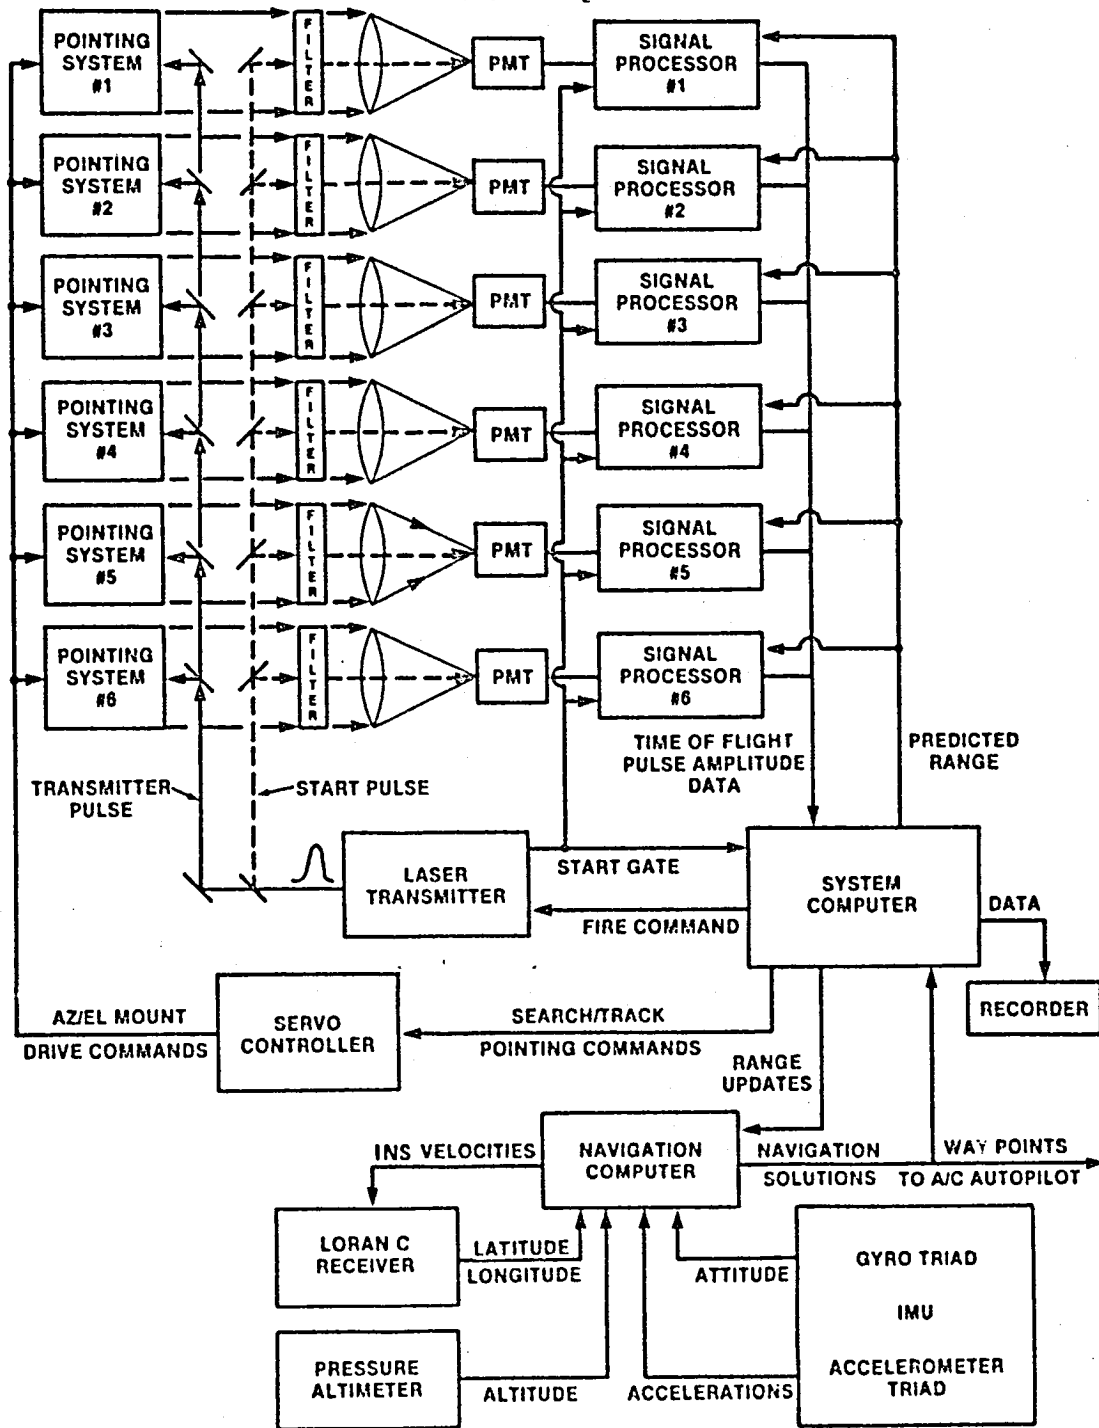 POINTING
SYSTEM
#1
FILTER
PMT
SIGNAL
PROCESSOR
#1
POINTING
SYSTEM
#2
FILTER
PMT
SIGNAL
PROCESSOR
#2
POINTING
SYSTEM
#3
FILTER
PMT
SIGNAL
PROCESSOR
#3
POINTING
SYSTEM
#4
FILTER
PMT
SIGNAL
PROCESSOR
#4
POINTING
SYSTEM
#5
FILTER
PMT
SIGNAL
PROCESSOR
#5
POINTING
SYSTEM
#6
FILTER
PMT
SIGNAL
PROCESSOR
#6
TRANSMITTER
PULSE
START PULSE
TIME OF FLIGHT
PULSE AMPLITUDE
DATA
PREDICTED
RANGE
LASER
TRANSMITTER
START GATE
FIRE COMMAND
SYSTEM
COMPUTER
DATA
RECORDER
AZ/EL MOUNT
DRIVE COMMANDS
SERVO
CONTROLLER
SEARCH/TRACK
POINTING COMMANDS
RANGE
UPDATES
INS VELOCITIES
NAVIGATION
COMPUTER
NAVIGATION
SOLUTIONS
WAY POINTS
TO A/C AUTOPILOT
LORAN C
RECEIVER
LATITUDE
LONGITUDE
ATTITUDE
GYRO TRIAD
IMU
ACCELEROMETER
TRIAD
PRESSURE
ALTIMETER
ALTITUDE
ACCELERATIONS